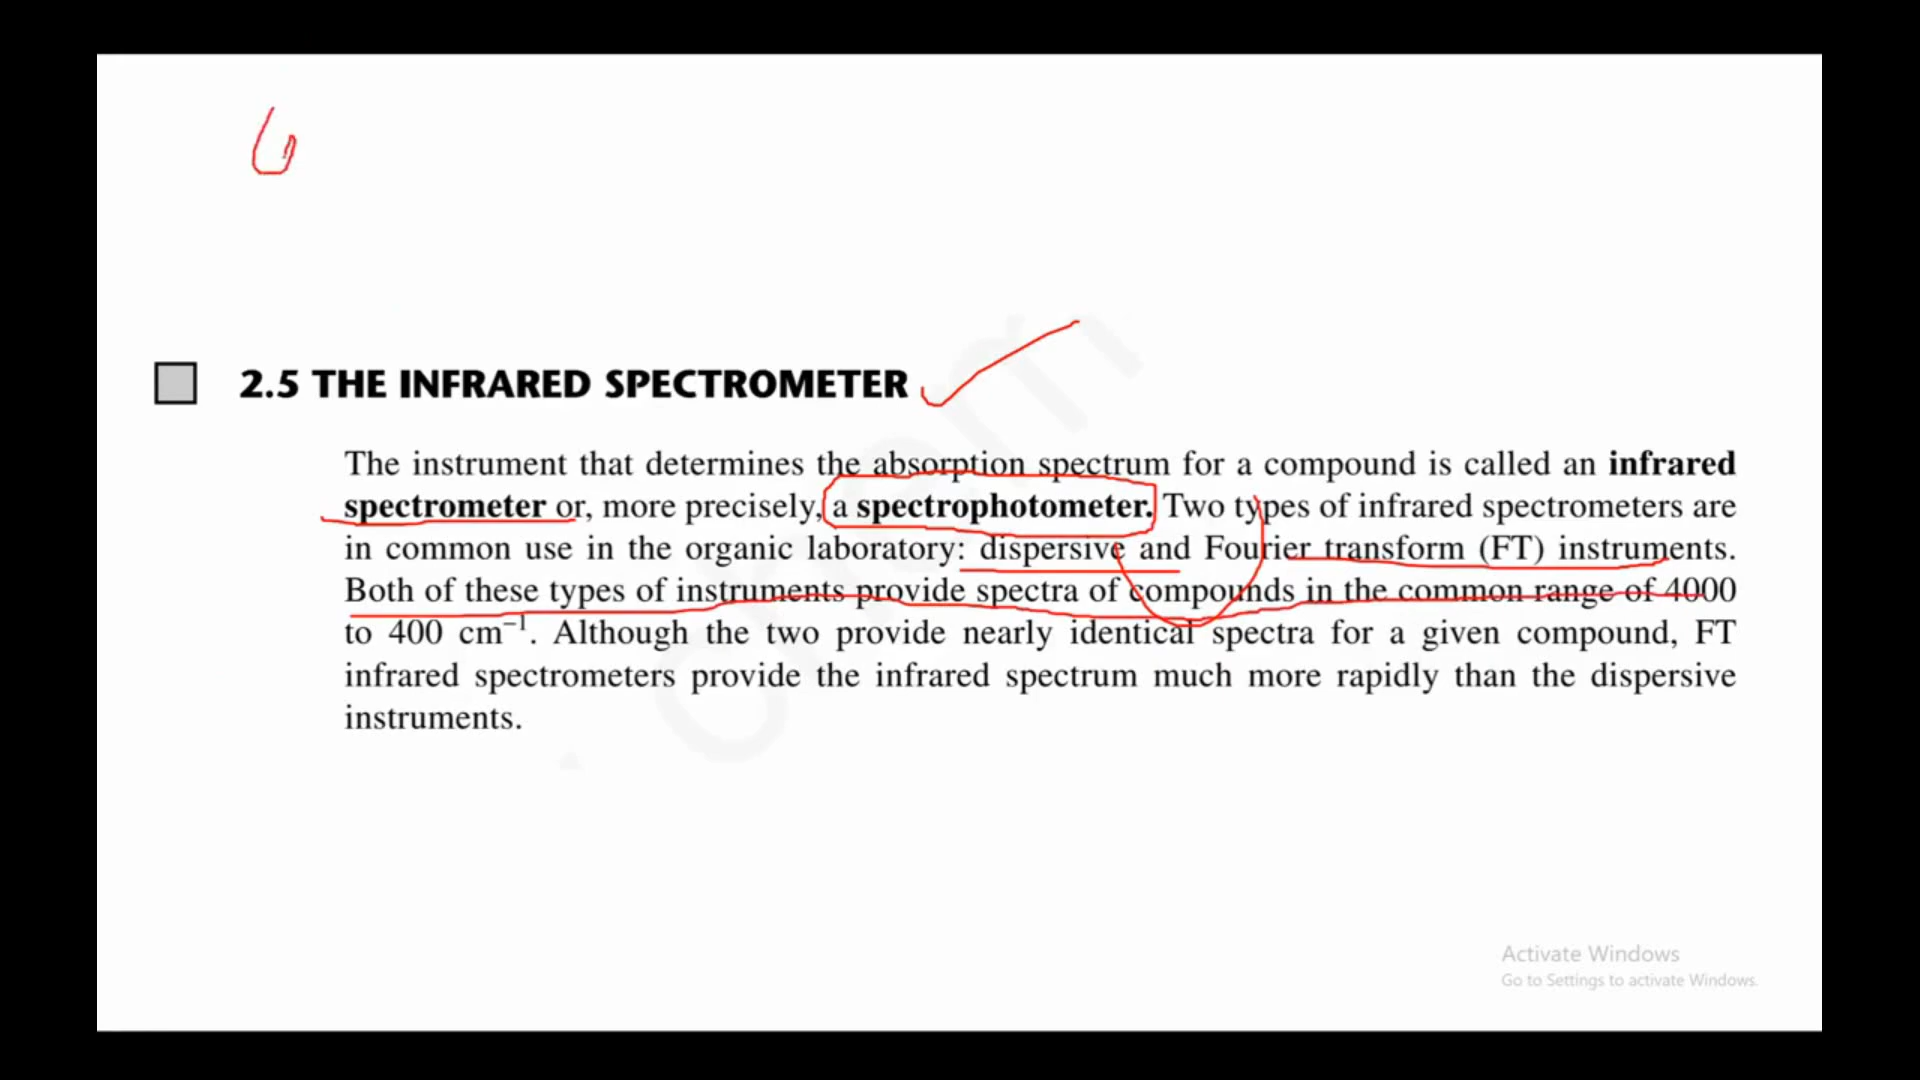 6
2.5 THE INFRARED SPECTROMETER
The instrument that determines the absorption spectrum for a compound is called an infrared
spectrometer or, more precisely, a spectrophotometer. Two types of infrared spectrometers are
in common use in the organic laboratory: dispersive and Fourier transform (FT) instruments.
Both of these types of instruments provide spectra of compounds in the common range of 4000
to 400 cm⁻¹. Although the two provide nearly identical spectra for a given compound, FT
infrared spectrometers provide the infrared spectrum much more rapidly than the dispersive
instruments.
Activate Windows
Go to Settings to activate Windows.